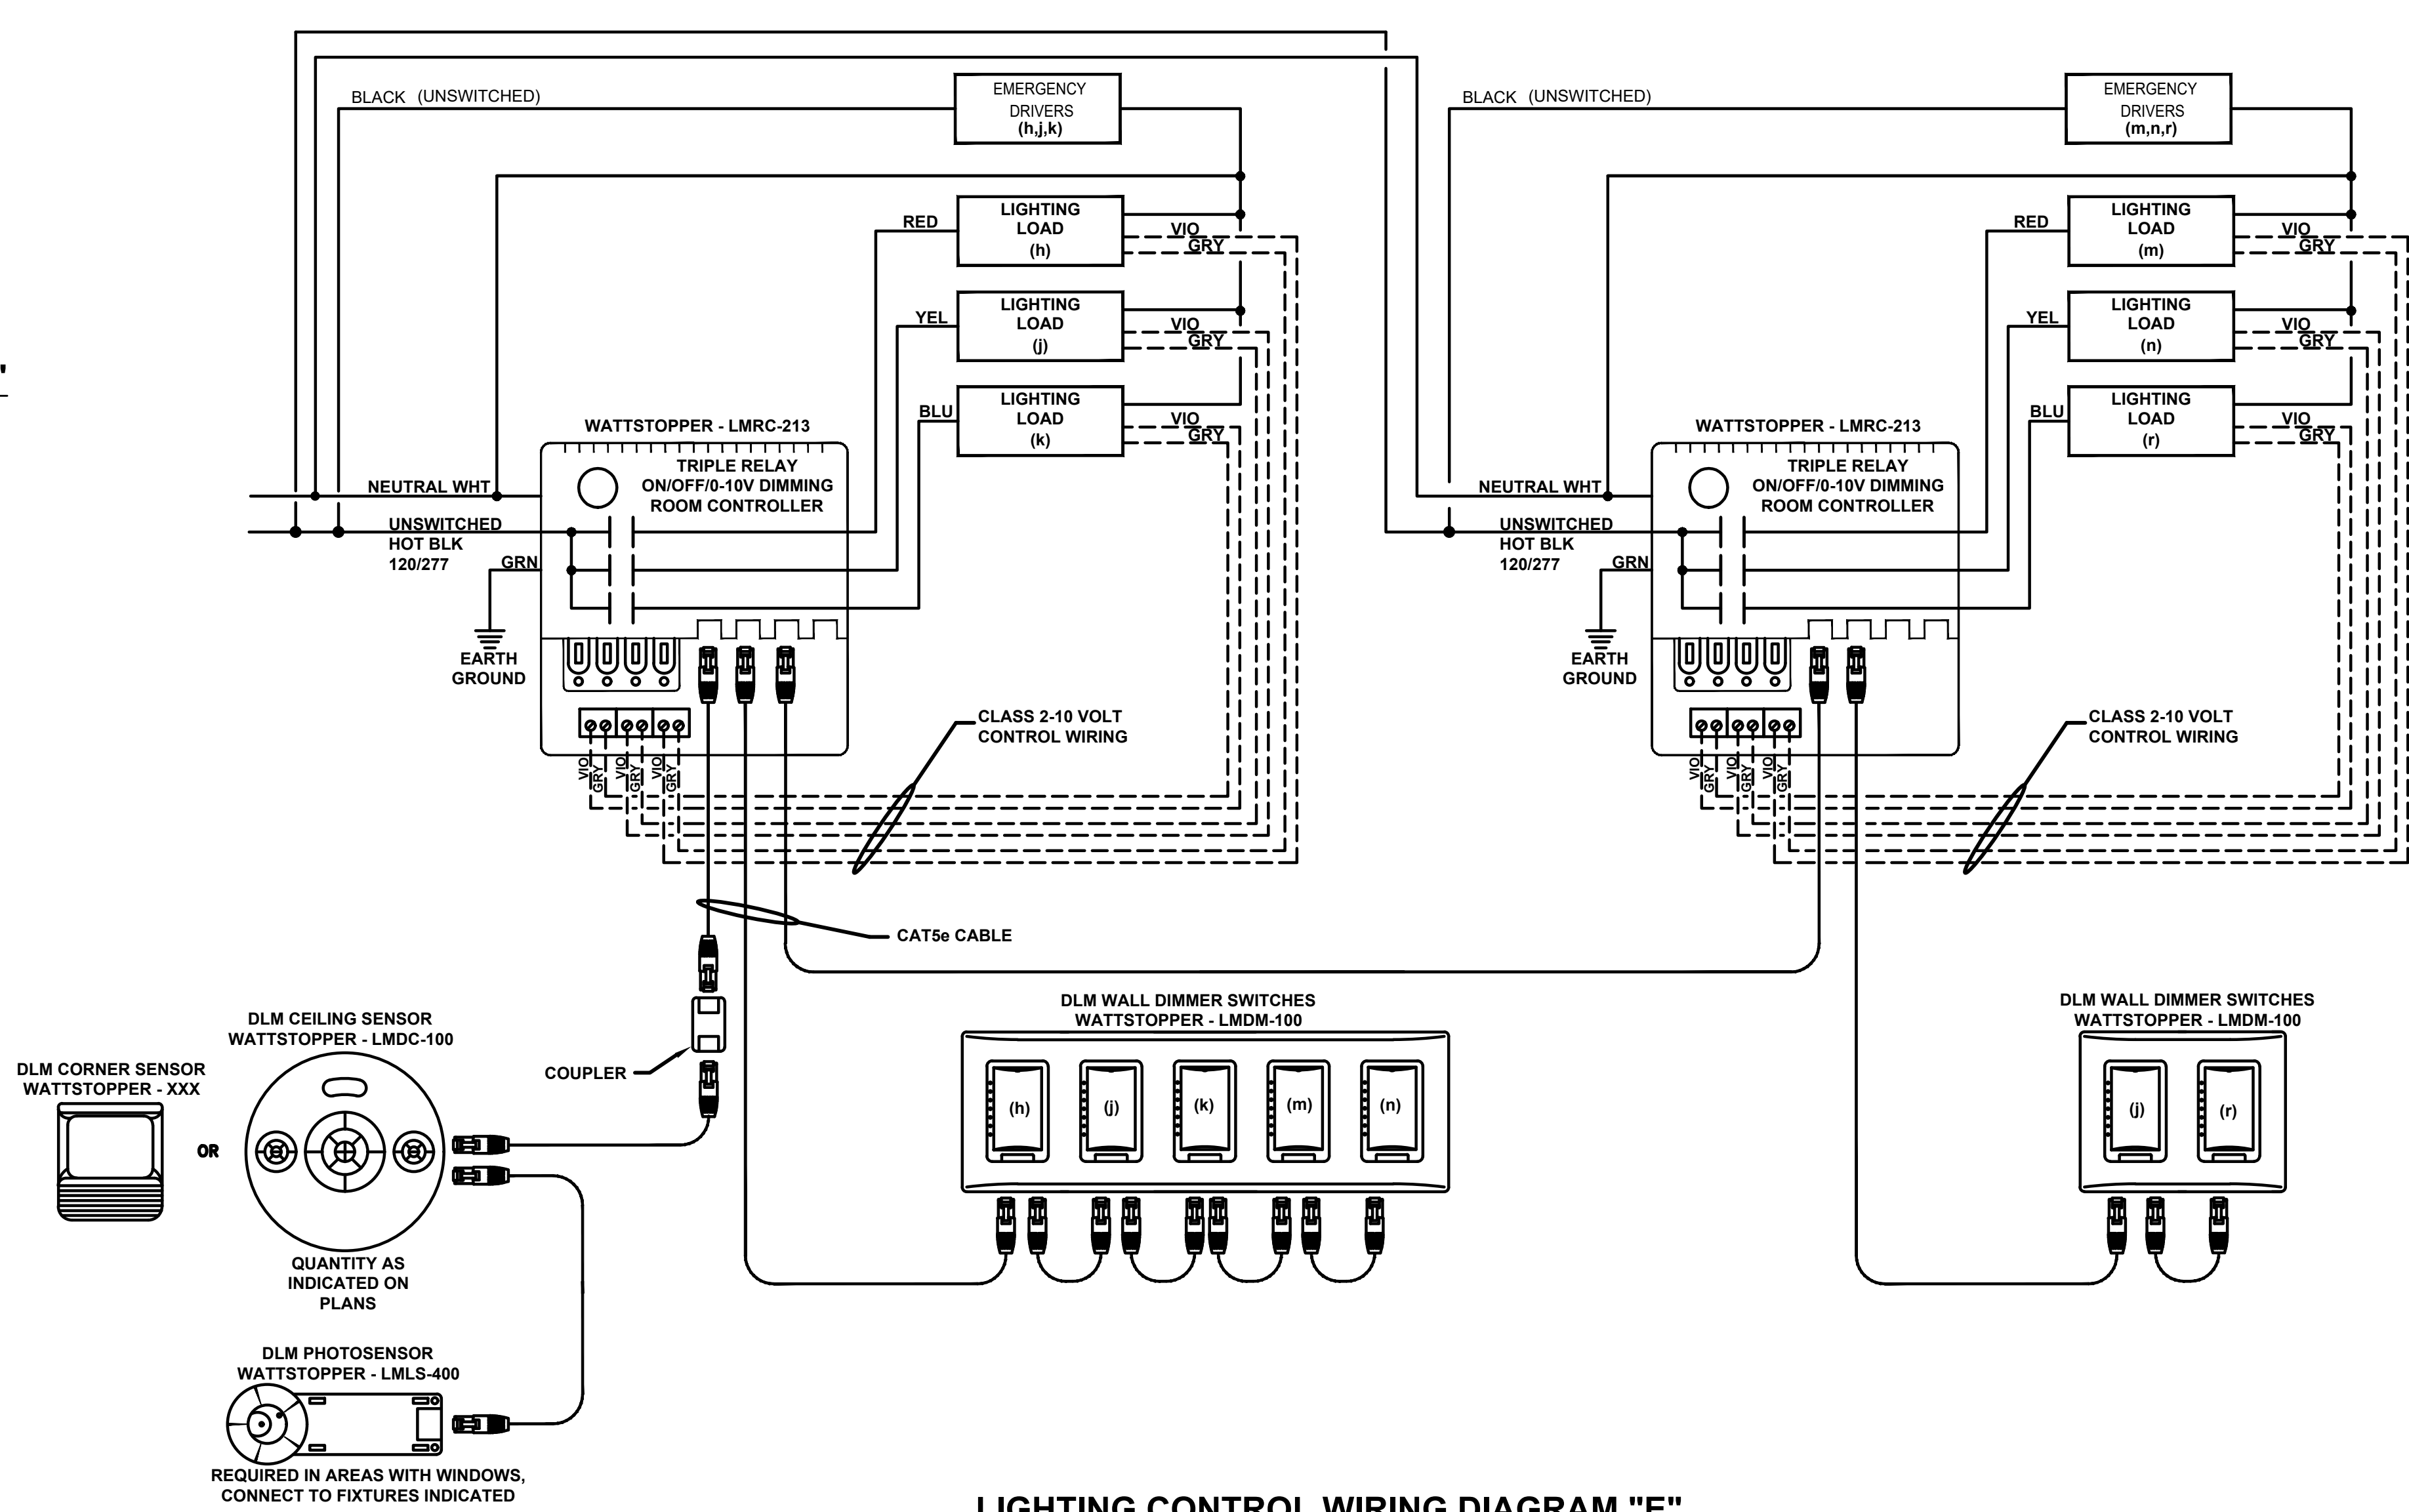 BLACK (UNSWITCHED)
EMERGENCY
DRIVERS
(h,j,k)
RED
LIGHTING
LOAD
(h)
VIO
GRY
YEL
LIGHTING
LOAD
(j)
VIO
GRY
BLU
LIGHTING
LOAD
(k)
VIO
GRY
WATTSTOPPER - LMRC-213
TRIPLE RELAY
ON/OFF/0-10V DIMMING
ROOM CONTROLLER
NEUTRAL WHT
UNSWITCHED
HOT BLK
120/277
GRN
EARTH
GROUND
VIO
GRY
VIO
GRY
VIO
GRY
CLASS 2-10 VOLT
CONTROL WIRING
CAT5e CABLE
BLACK (UNSWITCHED)
EMERGENCY
DRIVERS
(m,n,r)
RED
LIGHTING
LOAD
(m)
VIO
GRY
YEL
LIGHTING
LOAD
(n)
VIO
GRY
BLU
LIGHTING
LOAD
(r)
VIO
GRY
WATTSTOPPER - LMRC-213
TRIPLE RELAY
ON/OFF/0-10V DIMMING
ROOM CONTROLLER
NEUTRAL WHT
UNSWITCHED
HOT BLK
120/277
GRN
EARTH
GROUND
VIO
GRY
VIO
GRY
VIO
GRY
CLASS 2-10 VOLT
CONTROL WIRING
DLM CORNER SENSOR
WATTSTOPPER - XXX
OR
DLM CEILING SENSOR
WATTSTOPPER - LMDC-100
QUANTITY AS
INDICATED ON
PLANS
COUPLER
DLM WALL DIMMER SWITCHES
WATTSTOPPER - LMDM-100
(h)
(j)
(k)
(m)
(n)
DLM WALL DIMMER SWITCHES
WATTSTOPPER - LMDM-100
(j)
(r)
DLM PHOTOSENSOR
WATTSTOPPER - LMLS-400
REQUIRED IN AREAS WITH WINDOWS,
CONNECT TO FIXTURES INDICATED
LIGHTING CONTROL WIRING DIAGRAM